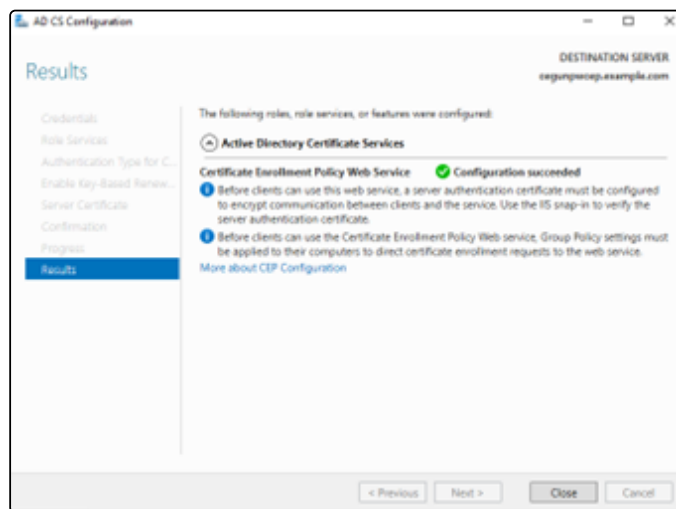 AD CS Configuration
Results
DESTINATION SERVER
cegunpwcep.example.com
Credentials
Role Services
Authentication Type for C...
Enable Key-Based Renew...
Server Certificate
Confirmation
Progress
Results
The following roles, role services, or features were configured:
Active Directory Certificate Services
Certificate Enrollment Policy Web Service Configuration succeeded
Before clients can use this web service, a server authentication certificate must be configured
to encrypt communication between clients and the service. Use the IIS snap-in to verify the
server authentication certificate.
Before clients can use the Certificate Enrollment Policy Web service, Group Policy settings must
be applied to their computers to direct certificate enrollment requests to the web service.
More about CEP Configuration
< Previous
Next >
Close
Cancel